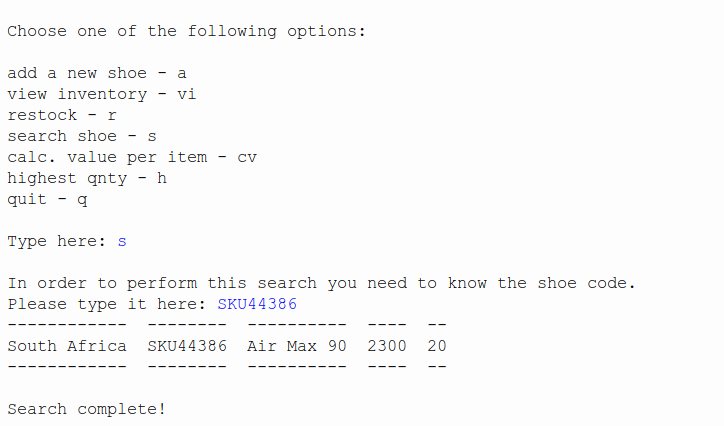 Choose one of the following options:
add a new shoe - a
view inventory - vi
restock - r
search shoe - s
calc. value per item - cv
highest qnty - h
quit - q
Type here: s
In order to perform this search you need to know the shoe code.
Please type it here: SKU44386
------------  --------  ----------  ----  --
South Africa  SKU44386  Air Max 90  2300  20
------------  --------  ----------  ----  --
Search complete!